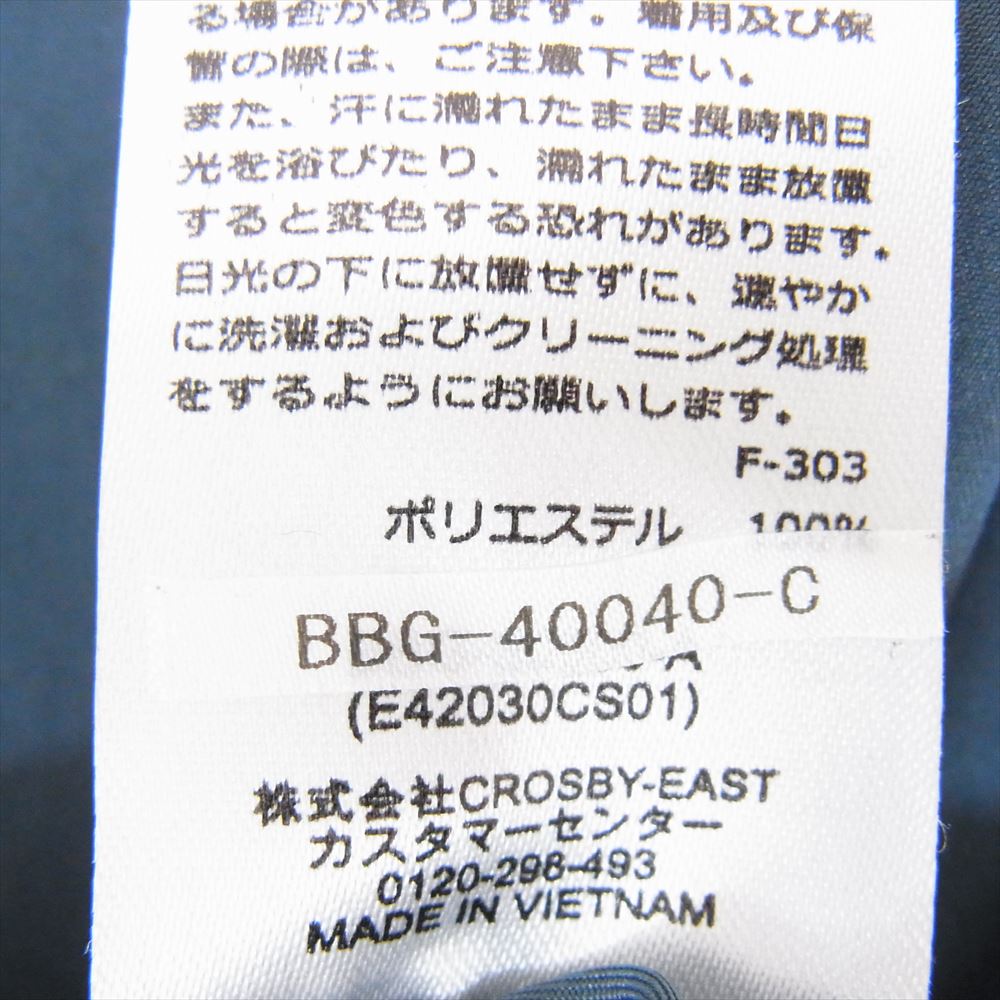 る場合があります。着用及び保
管の際は、ご注意下さい。
また、汗に濡れたまま長時間日
光を浴びたり、濡れたまま放置
すると変色する恐れがあります。
日光の下に放置せずに、速やか
に洗濯およびクリーニング処理
をするようにお願いします。
F-303
ポリエステル 100%
BBG-40040-C
(E42030CS01)
株式会社CROSBY-EAST
カスタマーセンター
0120-298-493
MADE IN VIETNAM